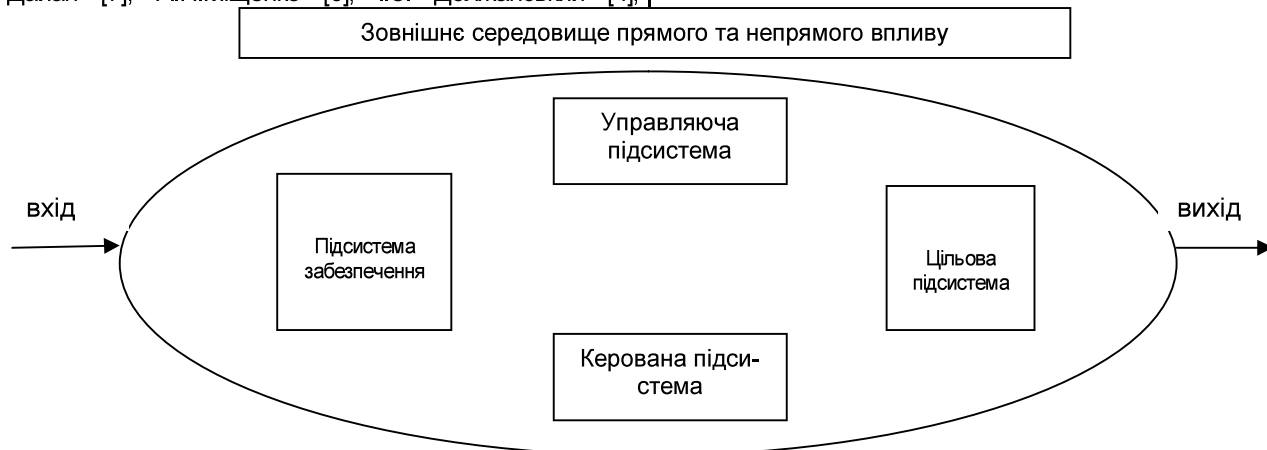 Зовнішнє середовище прямого та непрямого впливу
Управляюча
підсистема
вхід
вихід
Підсистема
забезпечення
Цільова
підсистема
Керована підси-
стема